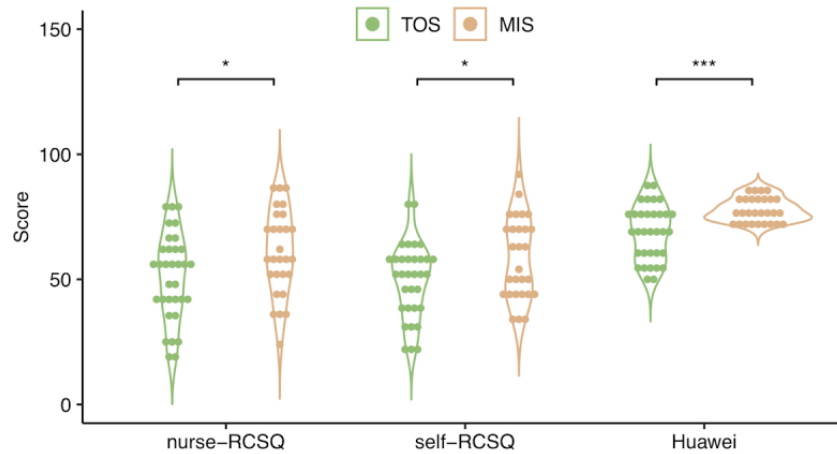 150
TOS MIS
* * ***
100
Score
50
0
nurse-RCSQ self-RCSQ Huawei